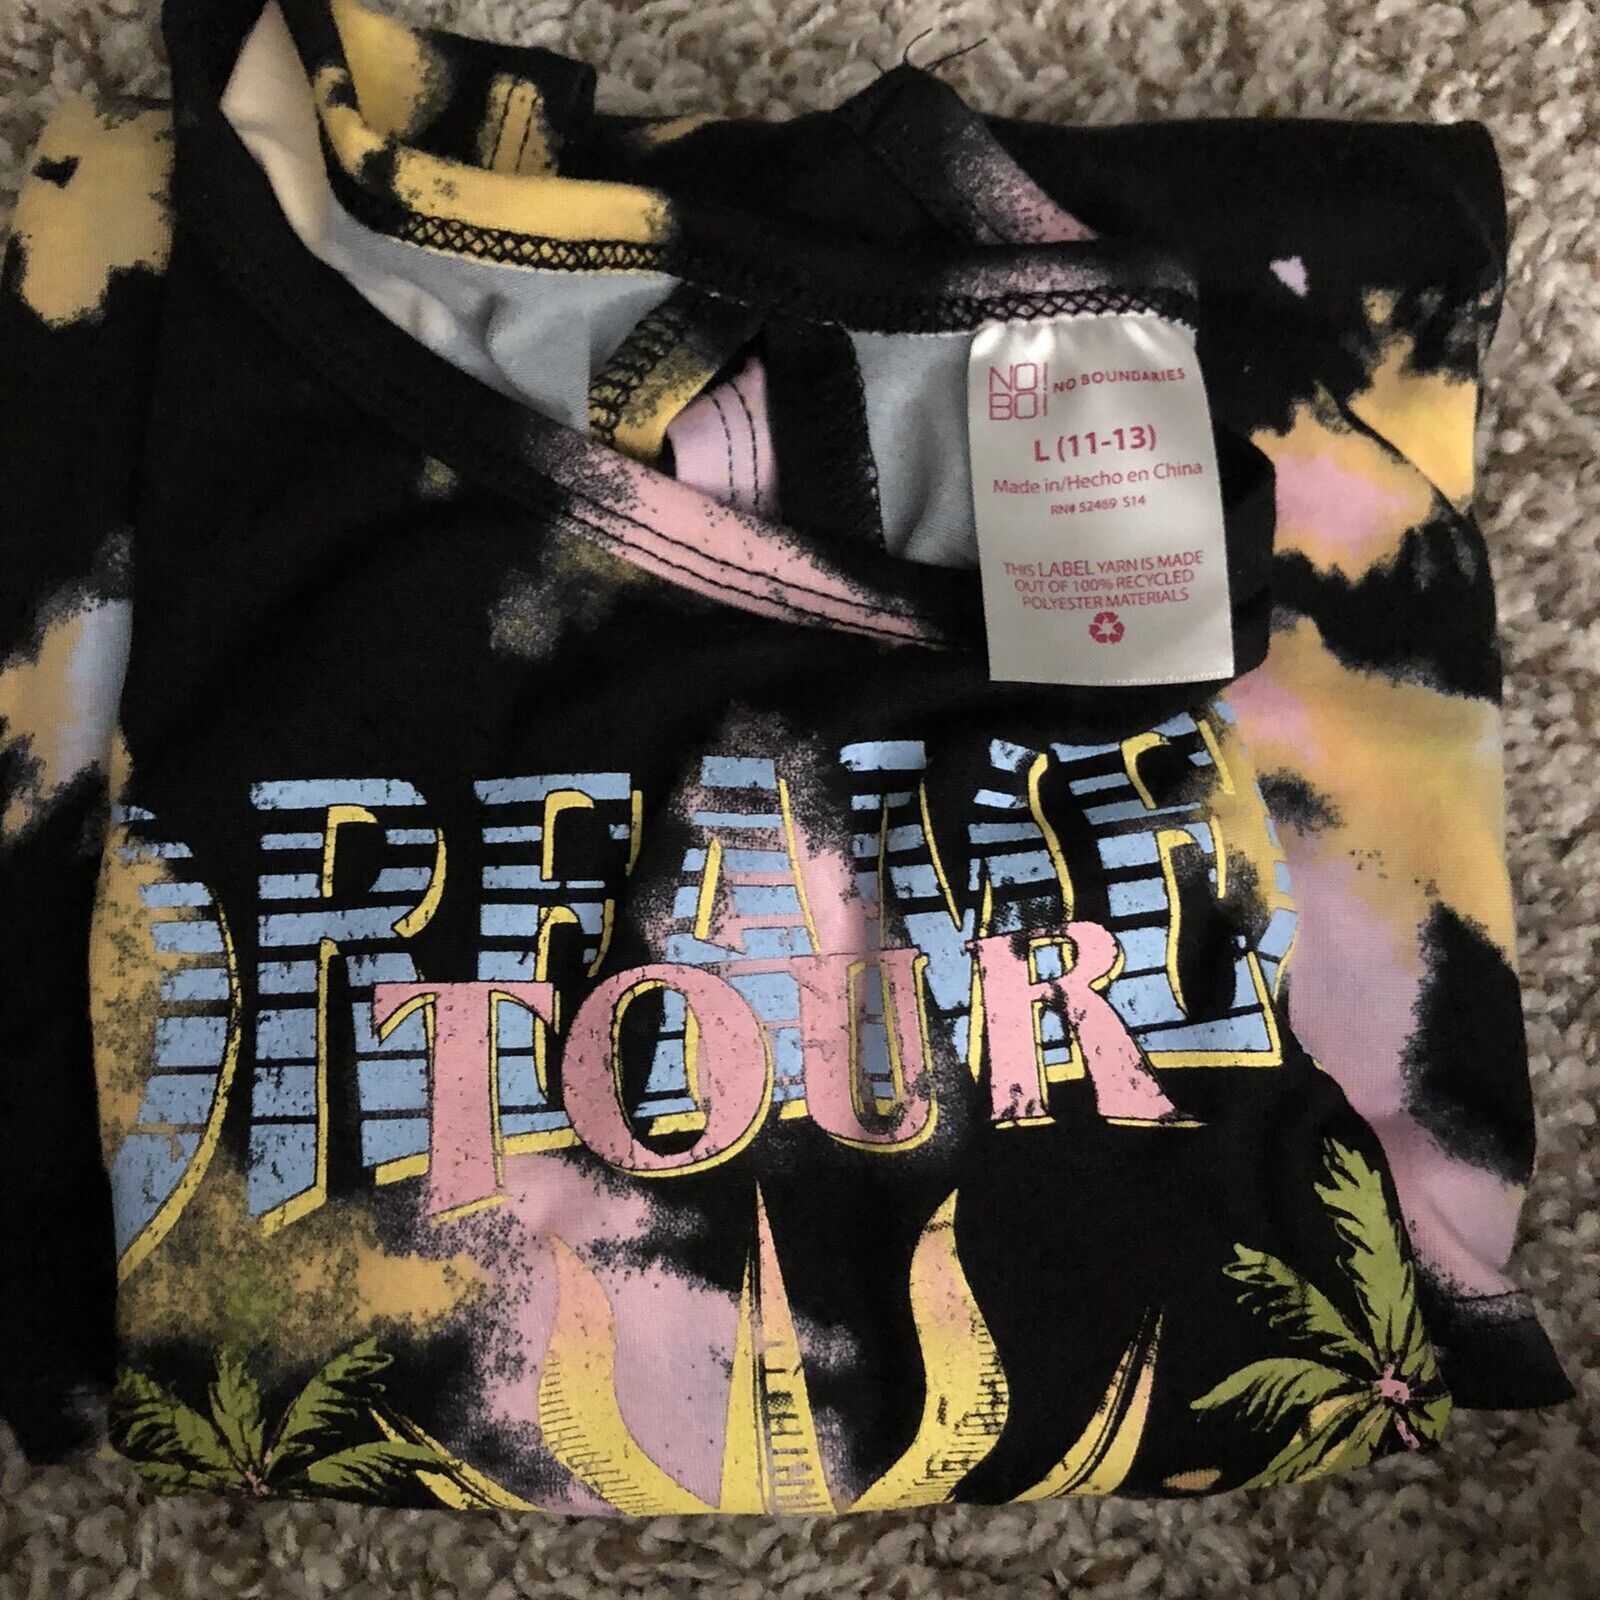 NO!
BO!
NO BOUNDARIES
L (11-13)
Made in/Hecho en China
RN# 52469 S14
THIS LABEL YARN IS MADE
OUT OF 100% RECYCLED
POLYESTER MATERIALS
DREAME
TOUR